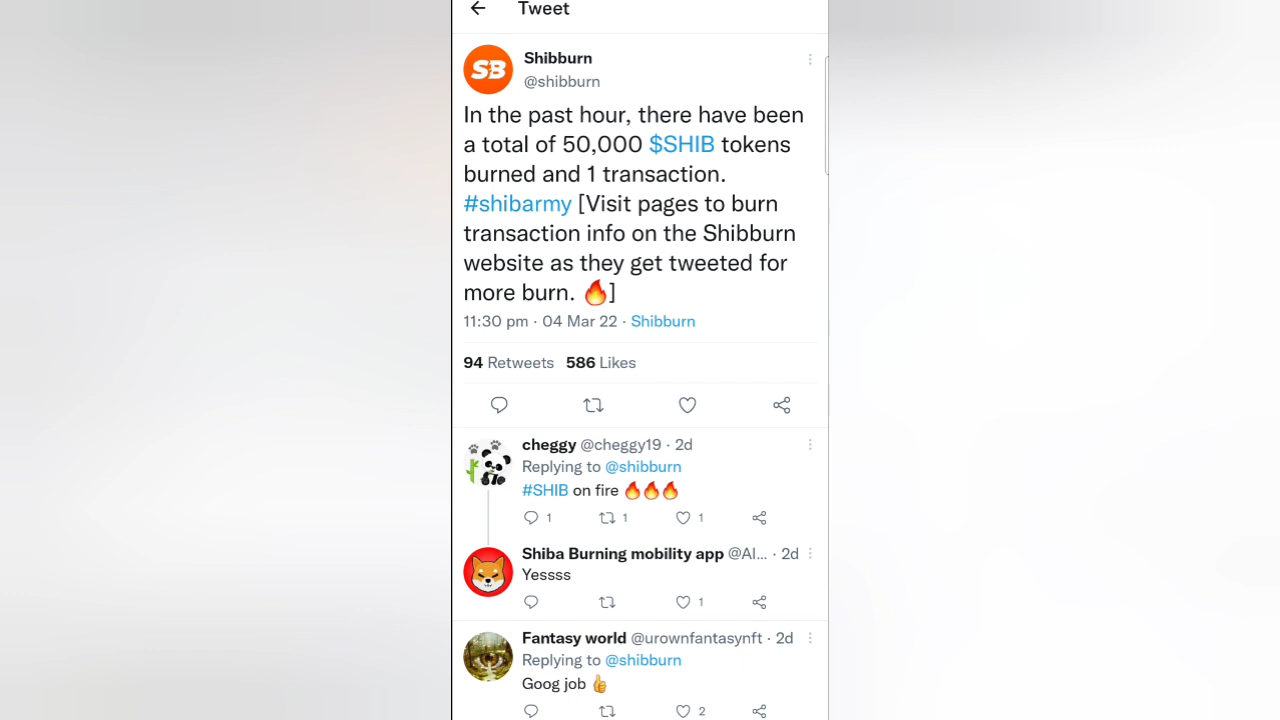 Tweet
SB
Shibburn
@shibburn
In the past hour, there have been
a total of 50,000 $SHIB tokens
burned and 1 transaction.
#shibarmy [Visit pages to burn
transaction info on the Shibburn
website as they get tweeted for
more burn. 🔥]
11:30 pm · 04 Mar 22 · Shibburn
94 Retweets 586 Likes
cheggy @cheggy19 · 2d
Replying to @shibburn
#SHIB on fire 🔥🔥🔥
1 1 1
Shiba Burning mobility app @Al... · 2d
Yessss
1
Fantasy world @urownfantasynft · 2d
Replying to @shibburn
Goog job 👍
2